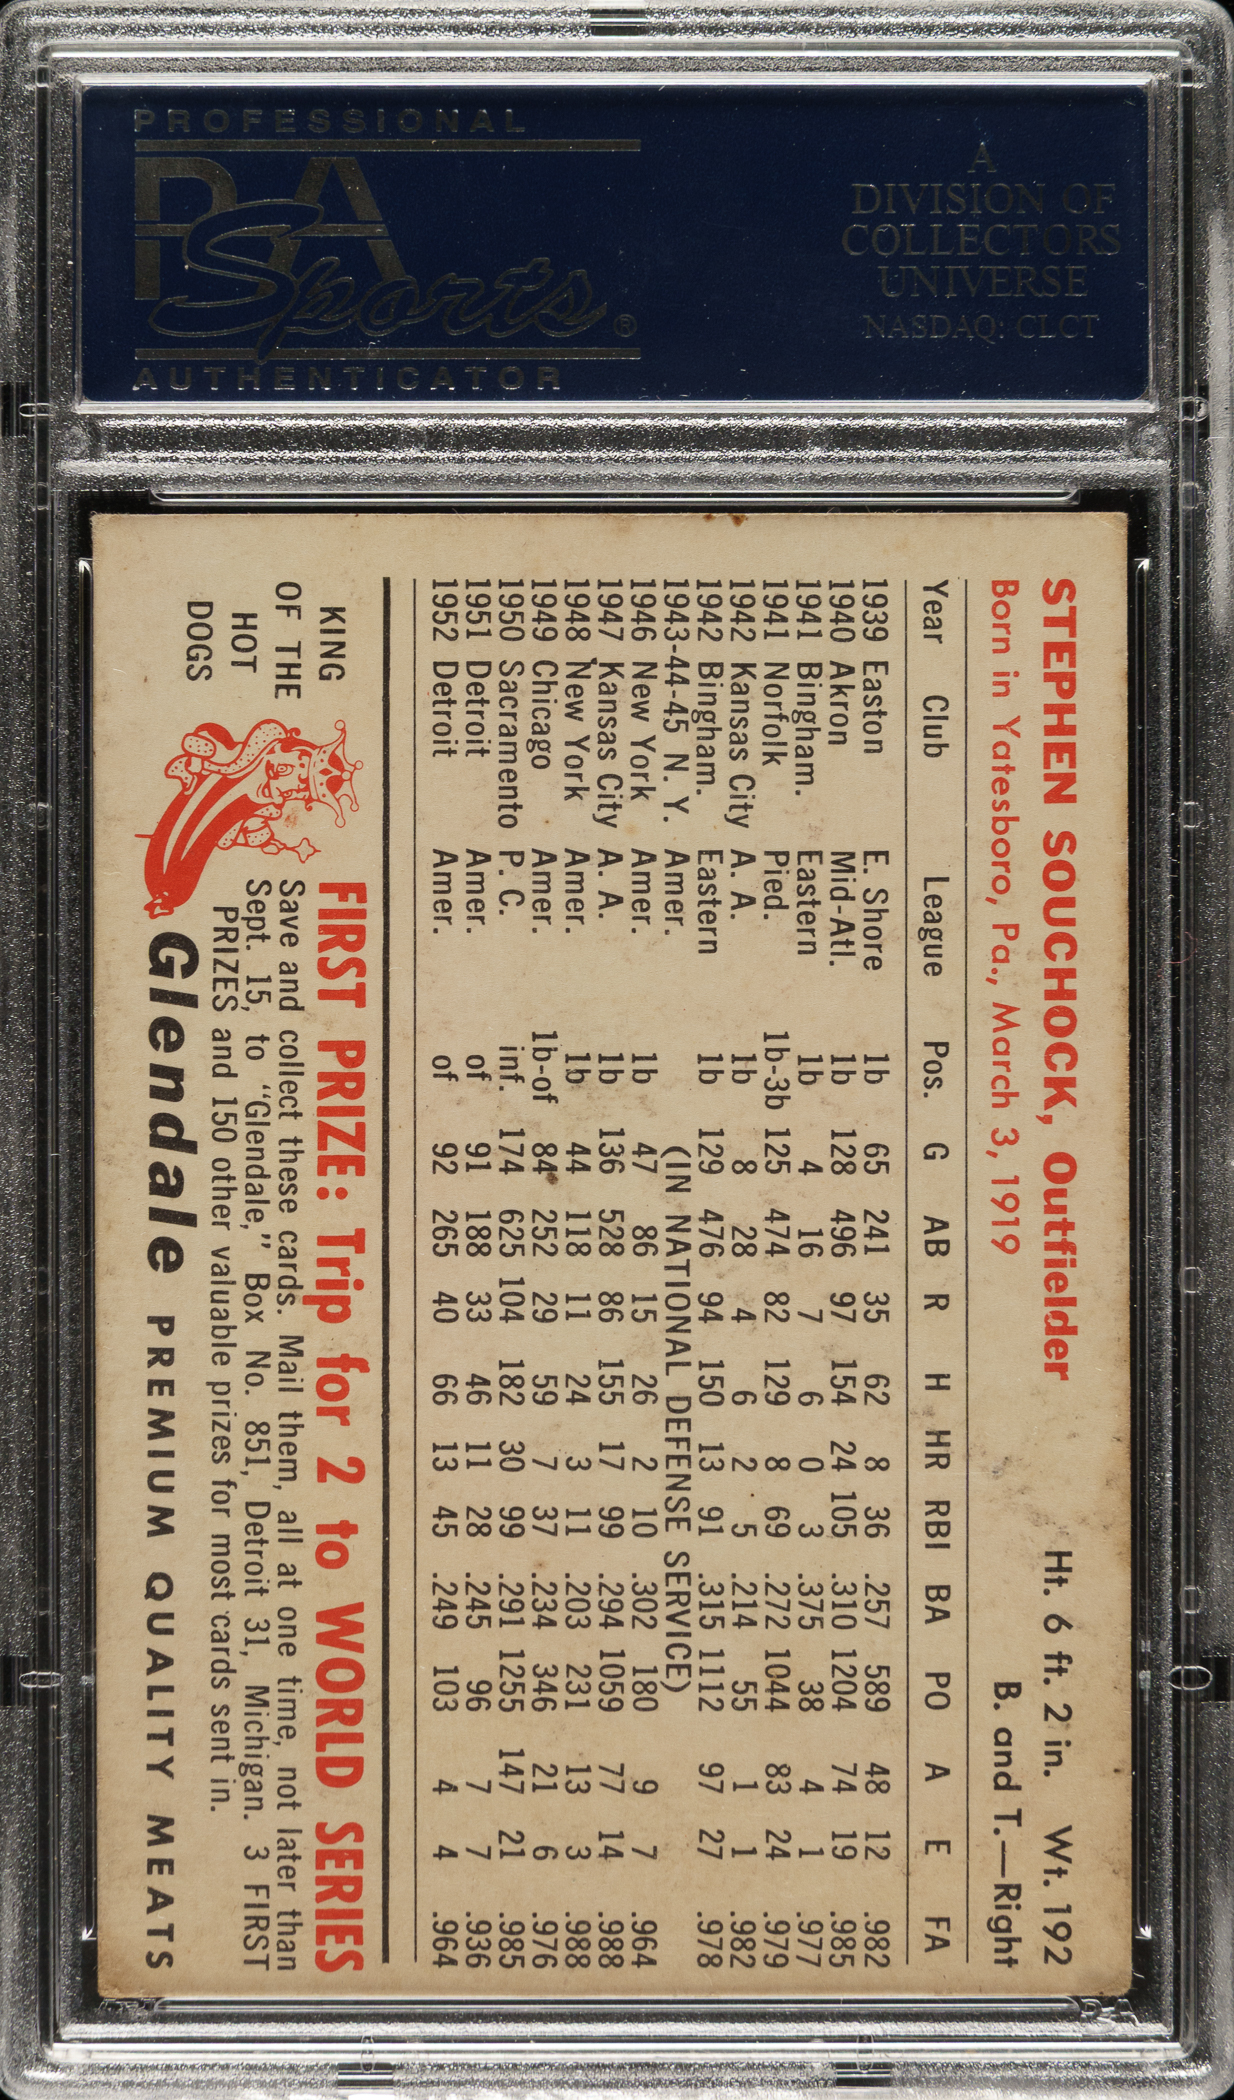 PROFESSIONAL
PSA
Sports ®
AUTHENTICATOR
A
DIVISION OF
COLLECTORS
UNIVERSE
NASDAQ: CLCT
STEPHEN SOUCHOCK, Outfielder Ht. 6 ft. 2 in. Wt. 192
Born in Yatesboro, Pa., March 3, 1919 B. and T.—Right
Year Club League Pos. G AB R H HR RBI BA PO A E FA
1939 Easton E. Shore 1b 65 241 35 62 8 36 .257 589 48 12 .982
1940 Akron Mid-Atl. 1b 128 496 97 154 24 105 .310 1204 74 19 .985
1941 Bingham. Eastern 1b 4 16 7 6 0 3 .375 38 4 1 .977
1941 Norfolk Pied. 1b-3b 125 474 82 129 8 69 .272 1044 83 24 .979
1942 Kansas City A. A. 1b 8 28 4 6 2 5 .214 55 1 1 .982
1942 Bingham. Eastern 1b 129 476 94 150 13 91 .315 1112 97 27 .978
1943-44-45 N. Y. Amer. (IN NATIONAL DEFENSE SERVICE)
1946 New York Amer. 1b 47 86 15 26 2 10 .302 180 9 7 .964
1947 Kansas City A. A. 1b 136 528 86 155 17 99 .294 1059 77 14 .988
1948 New York Amer. 1b 44 118 11 24 3 11 .203 231 13 3 .988
1949 Chicago Amer. 1b-of 84 252 29 59 7 37 .234 346 21 6 .976
1950 Sacramento P. C. inf. 174 625 104 182 30 99 .291 1255 147 21 .985
1951 Detroit Amer. of 91 188 33 46 11 28 .245 96 7 7 .936
1952 Detroit Amer. of 92 265 40 66 13 45 .249 103 4 4 .964
KING
OF THE
HOT
DOGS
FIRST PRIZE: Trip for 2 to WORLD SERIES
Save and collect these cards. Mail them, all at one time, not later than
Sept. 15, to "Glendale," Box No. 851, Detroit 31, Michigan. 3 FIRST
PRIZES and 150 other valuable prizes for most cards sent in.
Glendale PREMIUM QUALITY MEATS
PSA